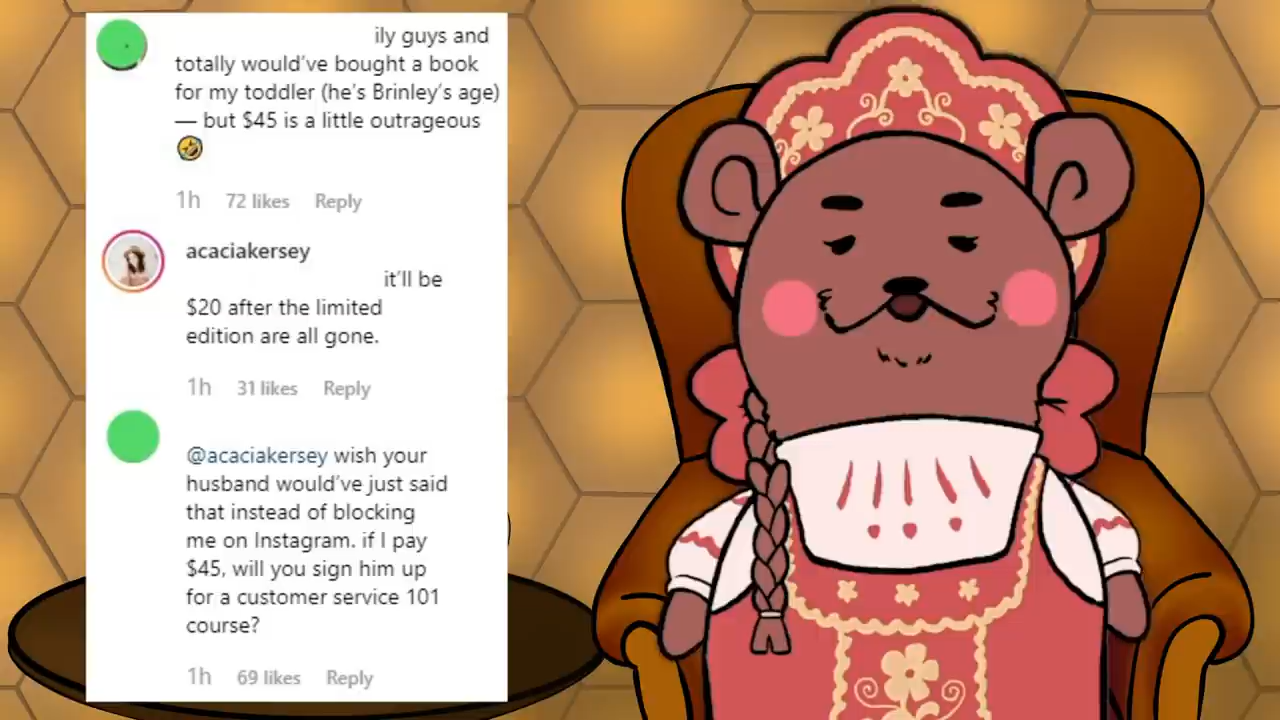 ily guys and
totally would’ve bought a book
for my toddler (he’s Brinley’s age)
— but $45 is a little outrageous
🤣
1h 72 likes Reply
acaciakersey
it’ll be
$20 after the limited
edition are all gone.
1h 31 likes Reply
@acaciakersey wish your
husband would’ve just said
that instead of blocking
me on Instagram. if I pay
$45, will you sign him up
for a customer service 101
course?
1h 69 likes Reply